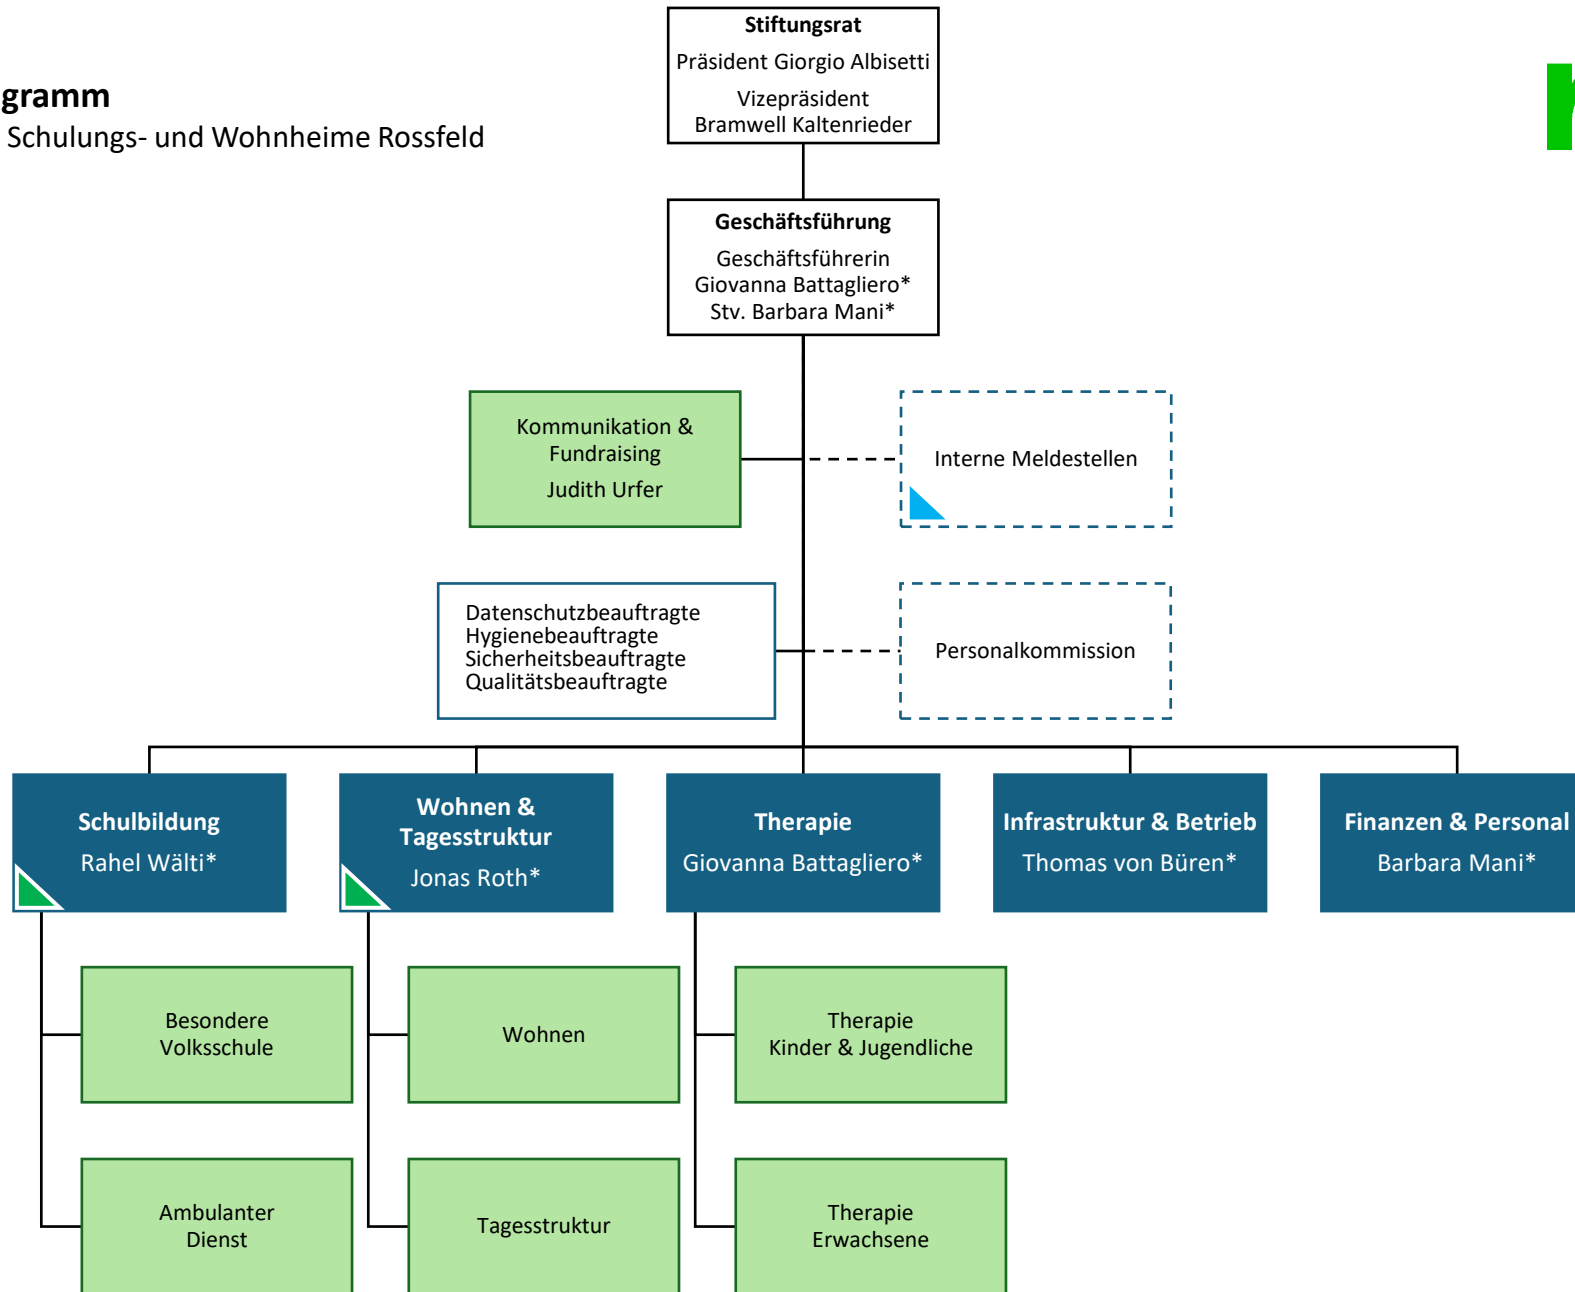 gramm
Schulungs- und Wohnheime Rossfeld
Stiftungsrat
Präsident Giorgio Albisetti
Vizepräsident
Bramwell Kaltenrieder
Geschäftsführung
Geschäftsführerin
Giovanna Battagliero*
Stv. Barbara Mani*
Kommunikation &
Fundraising
Judith Urfer
Interne Meldestellen
Datenschutzbeauftragte
Hygienebeauftragte
Sicherheitsbeauftragte
Qualitätsbeauftragte
Personalkommission
Schulbildung
Rahel Wälti*
Wohnen &
Tagesstruktur
Jonas Roth*
Therapie
Giovanna Battagliero*
Infrastruktur & Betrieb
Thomas von Büren*
Finanzen & Personal
Barbara Mani*
Besondere
Volksschule
Wohnen
Therapie
Kinder & Jugendliche
Ambulanter
Dienst
Tagesstruktur
Therapie
Erwachsene